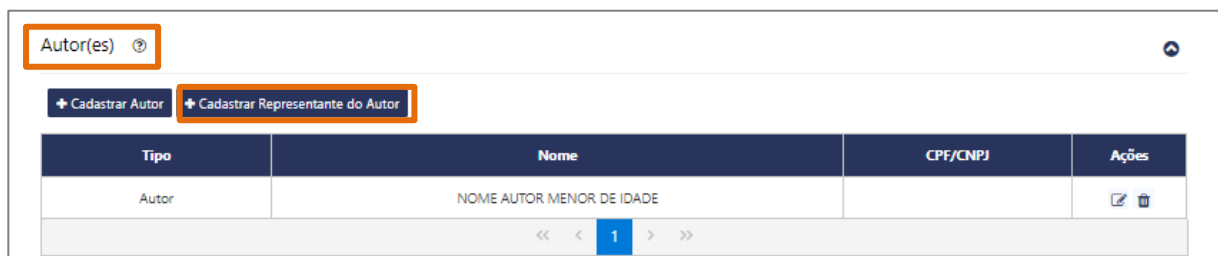 Autor(es)
+ Cadastrar Autor + Cadastrar Representante do Autor
Tipo Nome CPF/CNPJ Ações
Autor NOME AUTOR MENOR DE IDADE
<< < 1 > >>